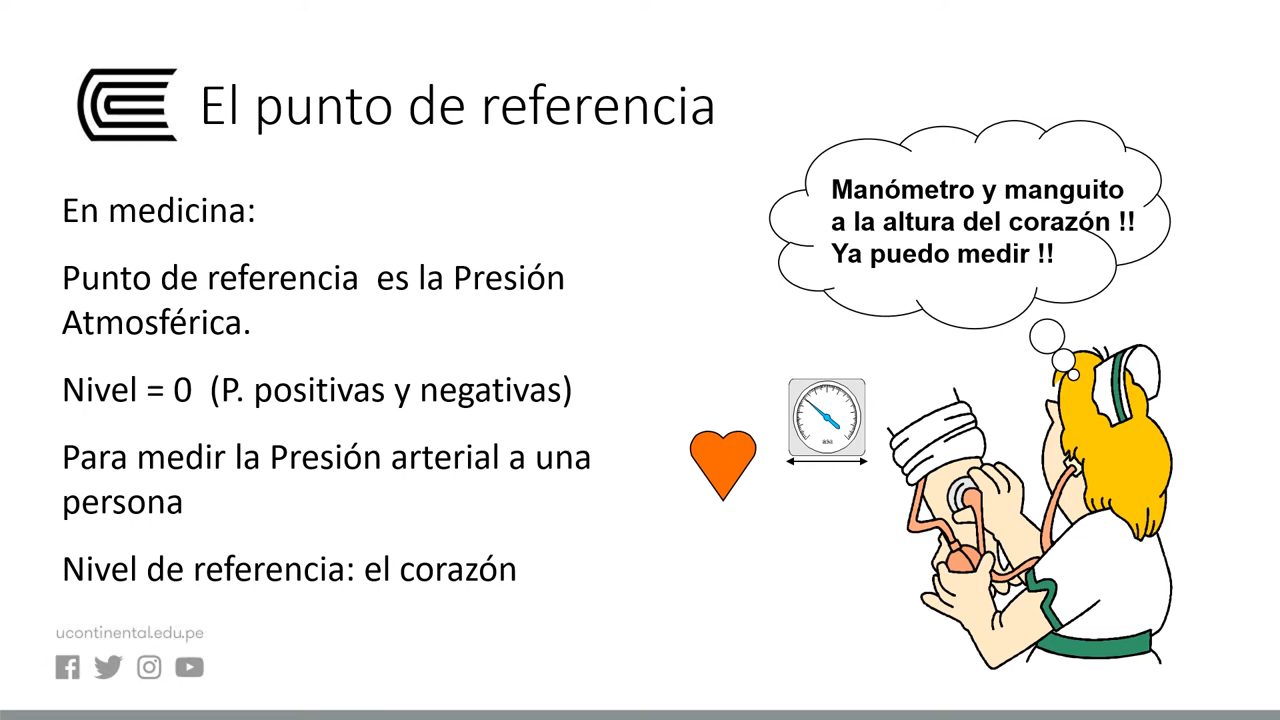 El punto de referencia
En medicina:
Punto de referencia es la Presión
Atmosférica.
Nivel = 0 (P. positivas y negativas)
Para medir la Presión arterial a una
persona
Nivel de referencia: el corazón
Manómetro y manguito
a la altura del corazón !!
Ya puedo medir !!
ucontinental.edu.pe